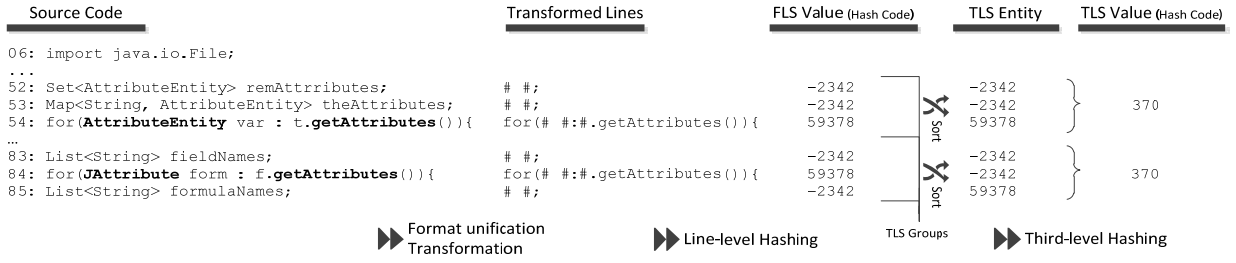 Source Code Transformed Lines FLS Value (Hash Code) TLS Entity TLS Value (Hash Code)
06: import java.io.File;
...
52: Set<AttributeEntity> remAttrributes; # #; -2342 -2342
53: Map<String, AttributeEntity> theAttributes; # #; -2342 -2342 370
54: for(AttributeEntity var : t.getAttributes()){ for(# #:#.getAttributes()){ 59378 Sort 59378
…
83: List<String> fieldNames; # #; -2342 -2342
84: for(JAttribute form : f.getAttributes()){ for(# #:#.getAttributes()){ 59378 -2342 370
85: List<String> formulaNames; # #; -2342 Sort 59378
TLS Groups
Format unification
Transformation
Line-level Hashing
Third-level Hashing